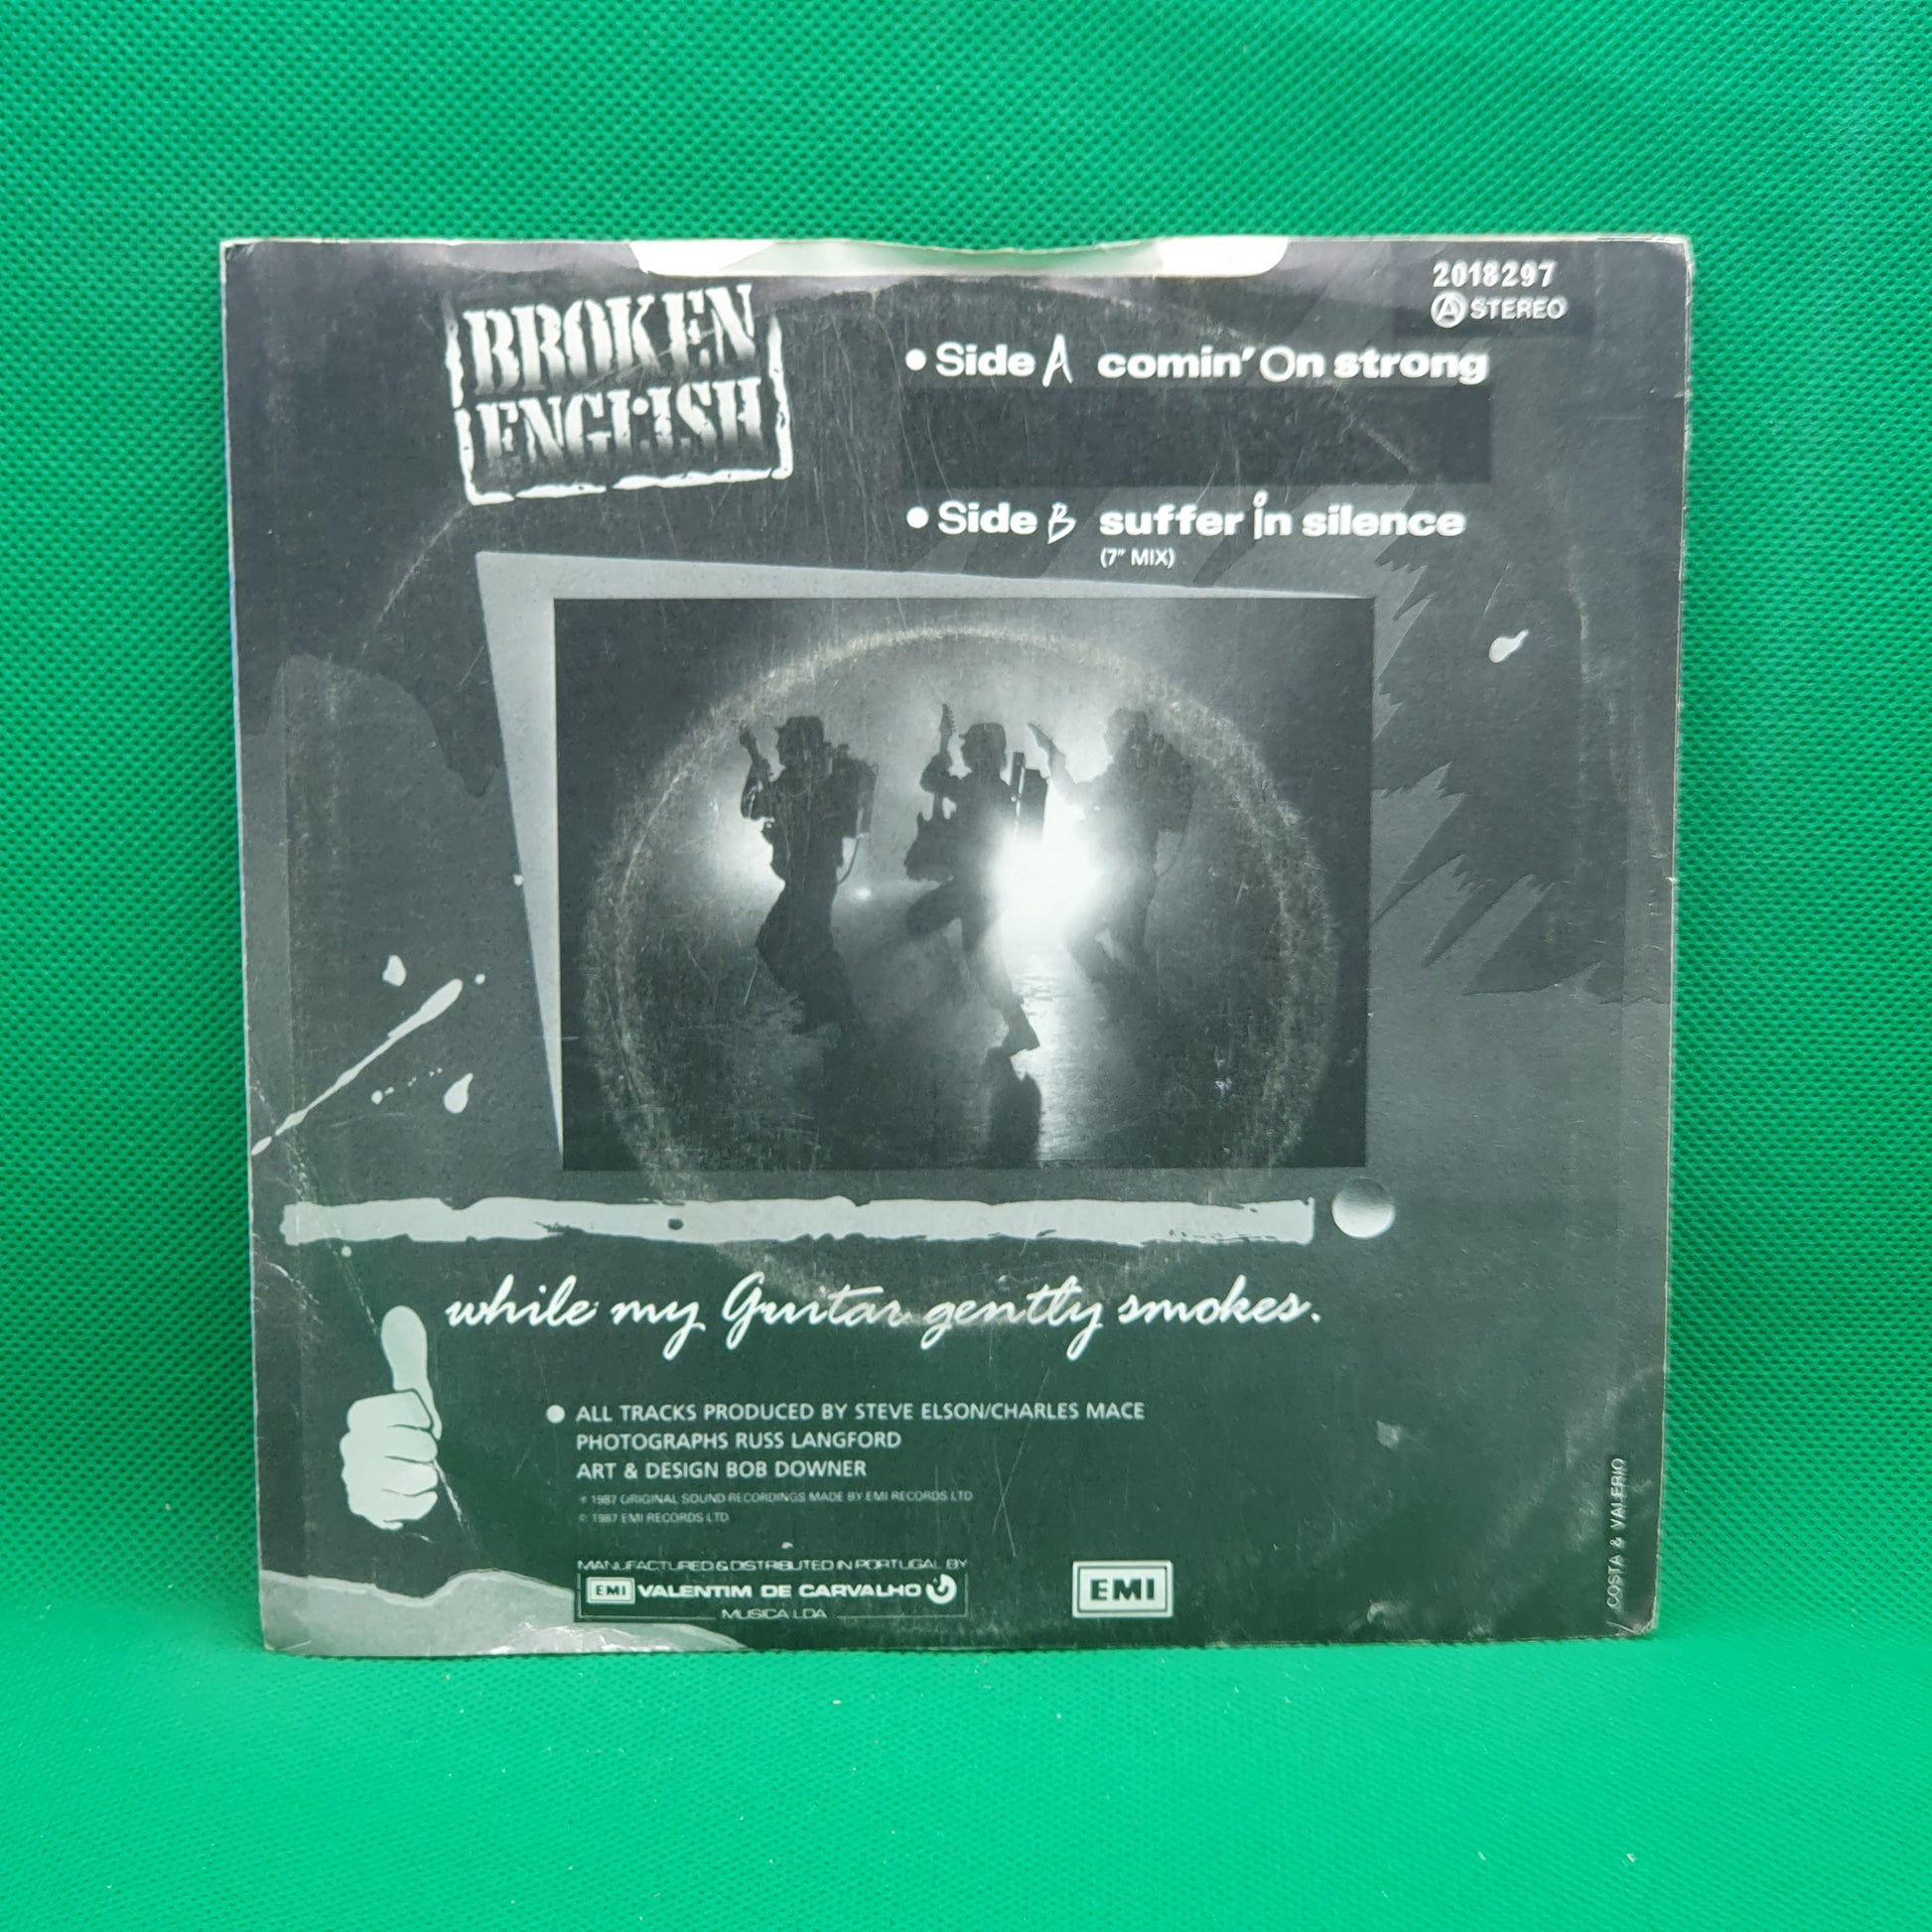 BROKEN
ENGLISH
2018297
A STEREO
• Side A comin' On strong
• Side B suffer in silence
(7" MIX)
while my Guitar gently smokes.
● ALL TRACKS PRODUCED BY STEVE ELSON/CHARLES MACE
PHOTOGRAPHS RUSS LANGFORD
ART & DESIGN BOB DOWNER
℗ 1987 ORIGINAL SOUND RECORDINGS MADE BY EMI RECORDS LTD
© 1987 EMI RECORDS LTD
MANUFACTURED & DISTRIBUTED IN PORTUGAL BY
EMI VALENTIM DE CARVALHO
MUSICA LDA
EMI
COSTA & VALERIO